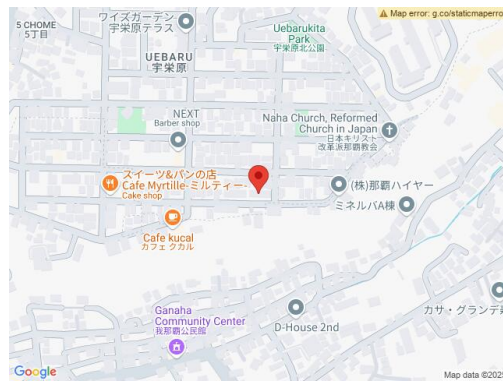 Map error: g.co/staticmaperro
5 CHOME
5丁目
ワイズガーデン
宇栄原テラス
Uebarukita
Park
宇栄原北公園
UEBARU
宇栄原
NEXT
Barber shop
Naha Church, Reformed
Church in Japan
日本キリスト
改革派那覇教会
スイーツ&パンの店
Cafe Myrtille-ミルティー-
Cake shop
(株)那覇ハイヤー
ミネルバA棟
Cafe kucal
カフェ クカル
カサ・グランデ
Ganaha
Community Center
我那覇公民館
D-House 2nd
Google
Map data ©202